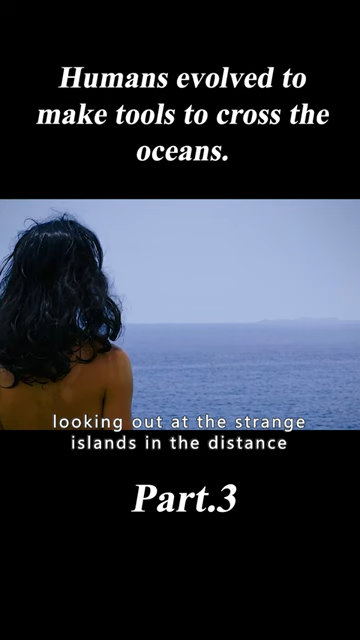 Humans evolved to
make tools to cross the
oceans.
looking out at the strange
islands in the distance
Part.3